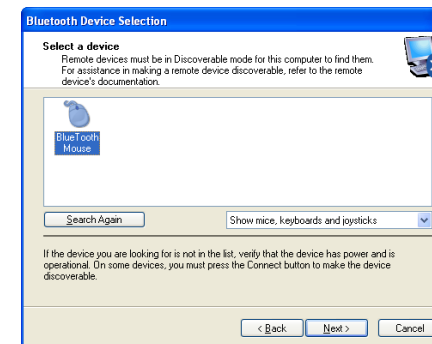 Bluetooth Device Selection
Select a device
Remote devices must be in Discoverable mode for this computer to find them.
For assistance in making a remote device discoverable, refer to the remote
device's documentation.
BlueTooth
Mouse
Search Again
Show mice, keyboards and joysticks
If the device you are looking for is not in the list, verify that the device has power and is
operational. On some devices, you must press the Connect button to make the device
discoverable.
< Back
Next >
Cancel